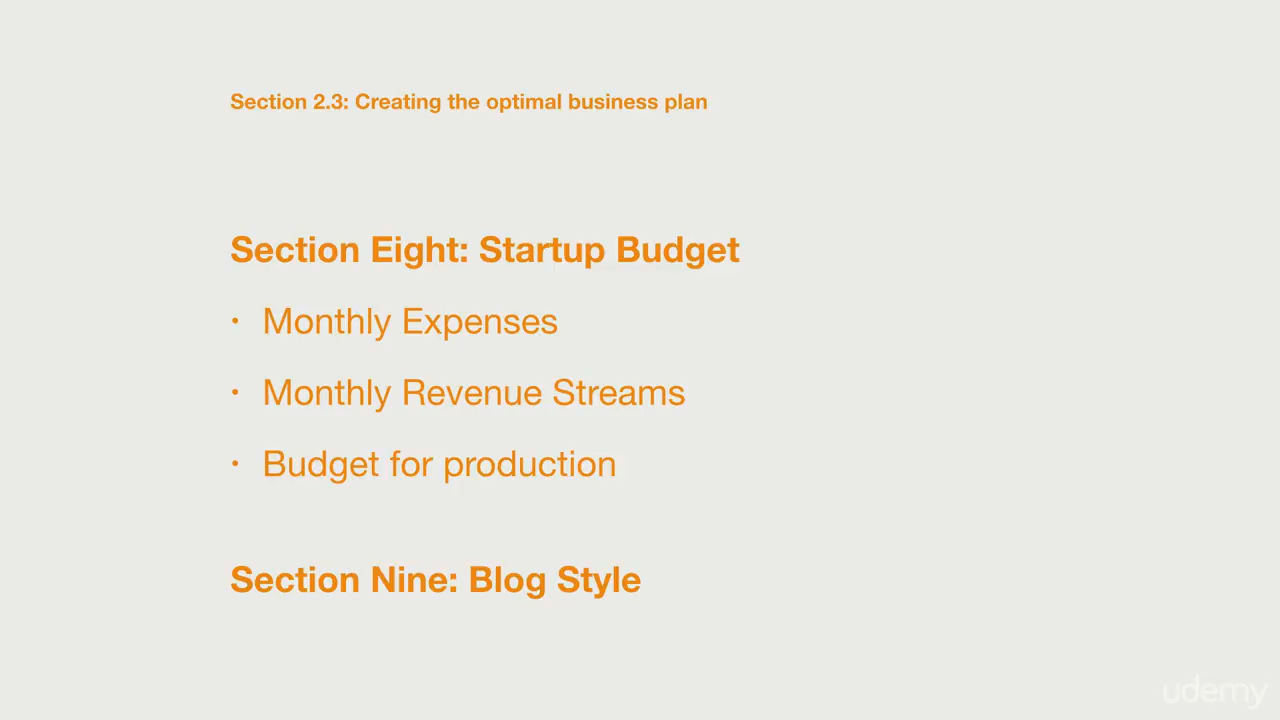 Section 2.3: Creating the optimal business plan
Section Eight: Startup Budget
• Monthly Expenses
• Monthly Revenue Streams
• Budget for production
Section Nine: Blog Style
udemy